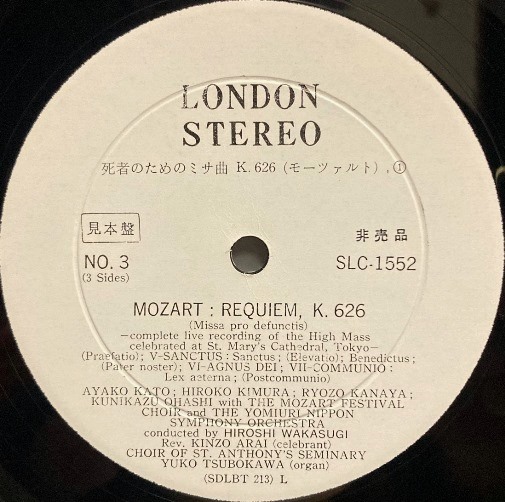 LONDON
STEREO
死者のためのミサ曲 K. 626 (モーツァルト) , ①
見本盤
非売品
NO. 3
(3 Sides)
SLC-1552
MOZART : REQUIEM, K. 626
(Missa pro defunctis)
—complete live recording of the High Mass
celebrated at St. Mary's Cathedral, Tokyo—
(Praefatio) ; V-SANCTUS : Sanctus ; (Elevatio) ; Benedictus ;
(Pater noster) ; VI-AGNUS DEI ; VII-COMMUNIO :
Lex aeterna ; (Postcommunio)
AYAKO KATO ; HIROKO KIMURA ; RYOZO KANAYA ;
KUNIKAZU OHASHI with THE MOZART FESTIVAL
CHOIR and THE YOMIURI NIPPON
SYMPHONY ORCHESTRA
conducted by HIROSHI WAKASUGI
Rev. KINZO ARAI (celebrant)
CHOIR OF ST. ANTHONY'S SEMINARY
YUKO TSUBOKAWA (organ)
(SDLBT 213) L